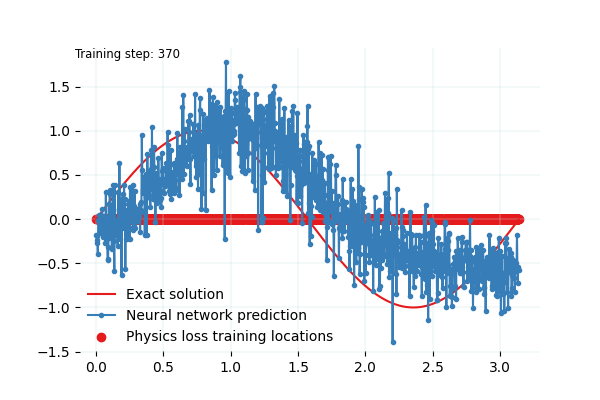 Training step: 370
1.5
1.0
0.5
0.0
−0.5
−1.0
−1.5
Exact solution
Neural network prediction
Physics loss training locations
0.0 0.5 1.0 1.5 2.0 2.5 3.0